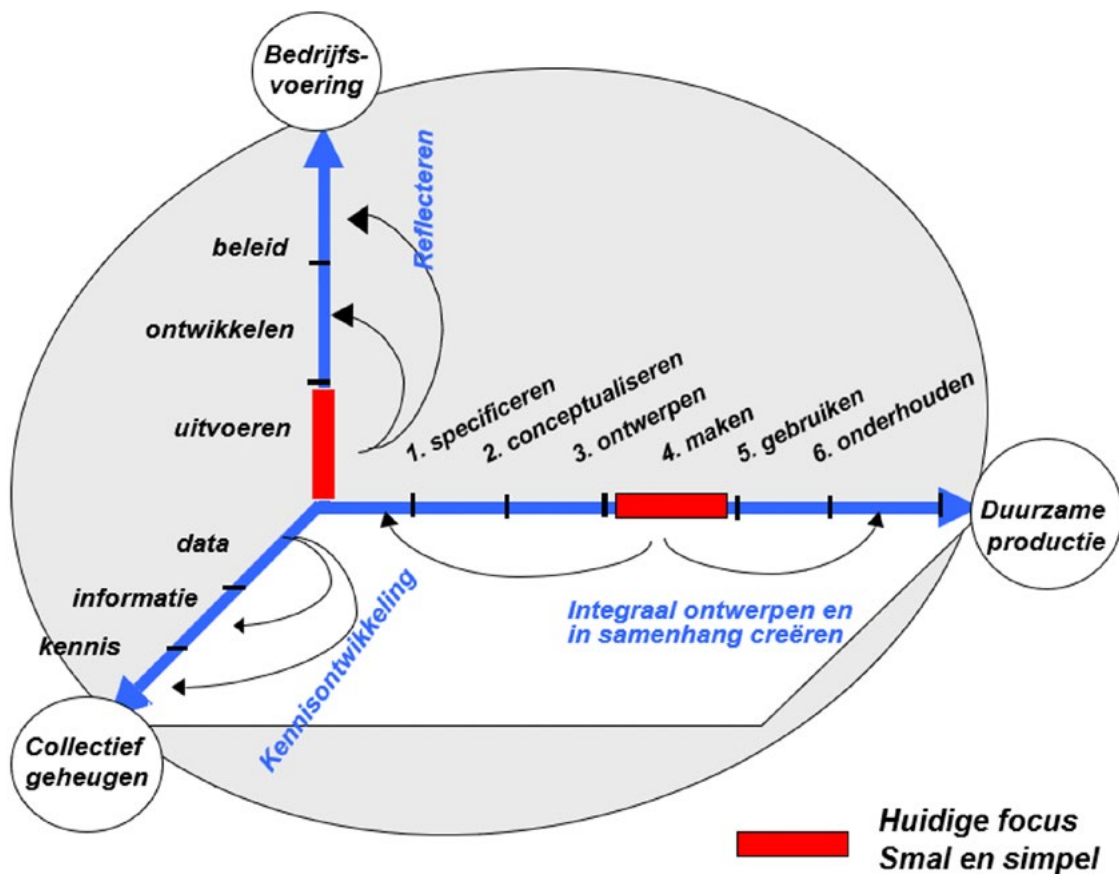 Bedrijfs-
voering
Reflecteren
beleid
ontwikkelen
uitvoeren
1. specificeren
2. conceptualiseren
3. ontwerpen
4. maken
5. gebruiken
6. onderhouden
Duurzame
productie
data
informatie
kennis
Kennisontwikkeling
Integraal ontwerpen en
in samenhang creëren
Collectief
geheugen
Huidige focus
Smal en simpel